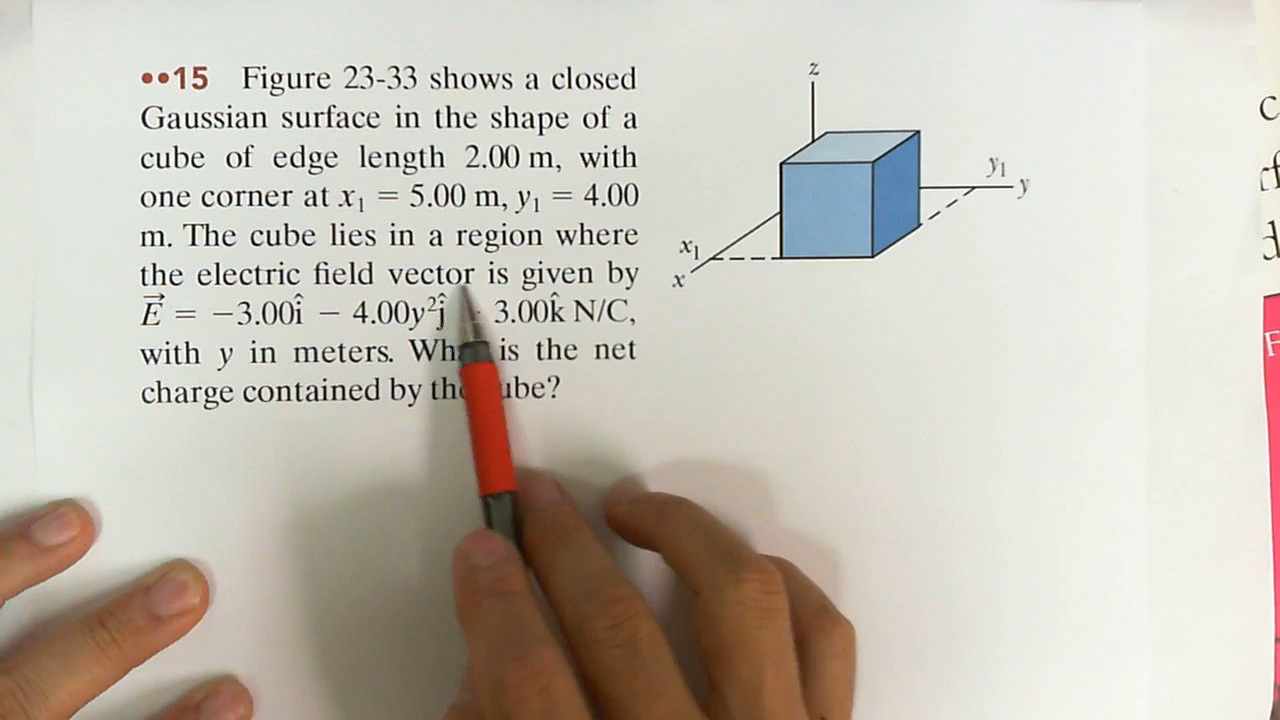 ••15 Figure 23-33 shows a closed
Gaussian surface in the shape of a
cube of edge length 2.00 m, with
one corner at x₁ = 5.00 m, y₁ = 4.00
m. The cube lies in a region where
the electric field vector is given by
E⃗ = −3.00î − 4.00y²ĵ 3.00k̂ N/C,
with y in meters. is the net
charge contained by
z
y₁
y
x₁
x